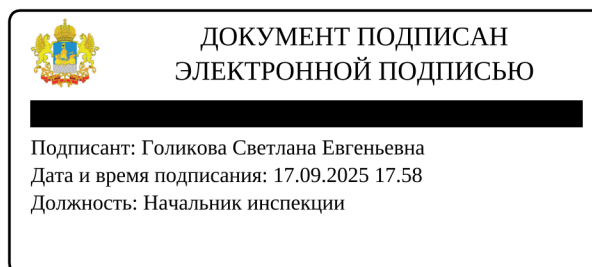 ДОКУМЕНТ ПОДПИСАН
ЭЛЕКТРОННОЙ ПОДПИСЬЮ
Подписант: Голикова Светлана Евгеньевна
Дата и время подписания: 17.09.2025 17.58
Должность: Начальник инспекции